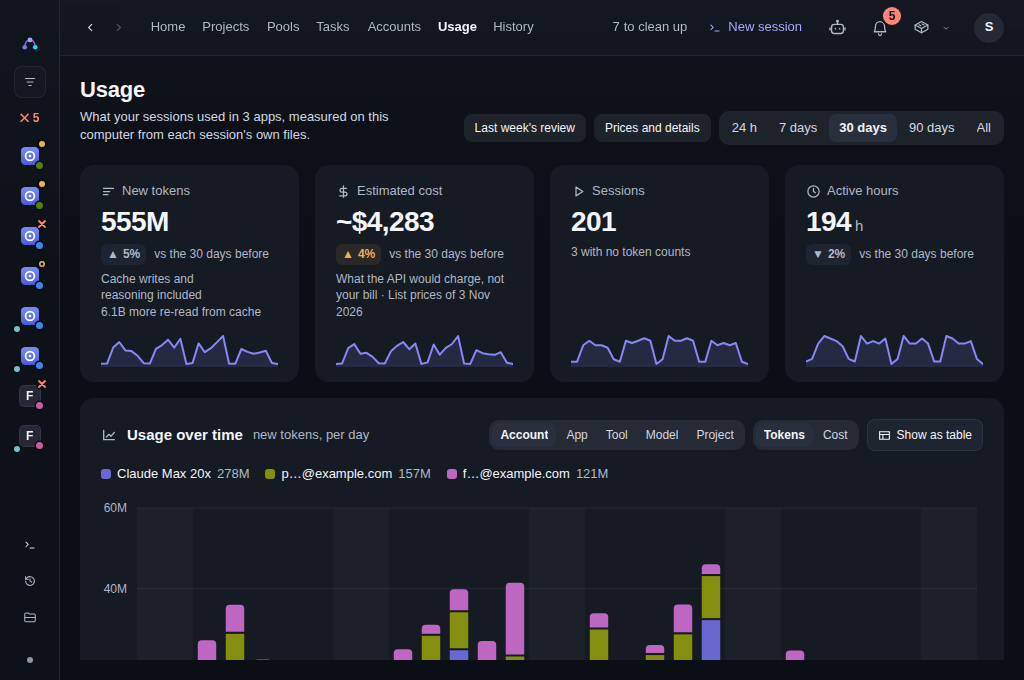 Home Projects Pools Tasks Accounts Usage History
7 to clean up
New session
5
S
5
F
F
Usage
What your sessions used in 3 apps, measured on this
computer from each session's own files.
Last week's review
Prices and details
24 h 7 days 30 days 90 days All
New tokens
555M
▲ 5% vs the 30 days before
Cache writes and
reasoning included
6.1B more re-read from cache
Estimated cost
~$4,283
▲ 4% vs the 30 days before
What the API would charge, not
your bill · List prices of 3 Nov
2026
Sessions
201
3 with no token counts
Active hours
194 h
▼ 2% vs the 30 days before
Usage over time new tokens, per day
Account App Tool Model Project
Tokens Cost
Show as table
Claude Max 20x 278M p…@example.com 157M f…@example.com 121M
60M
40M